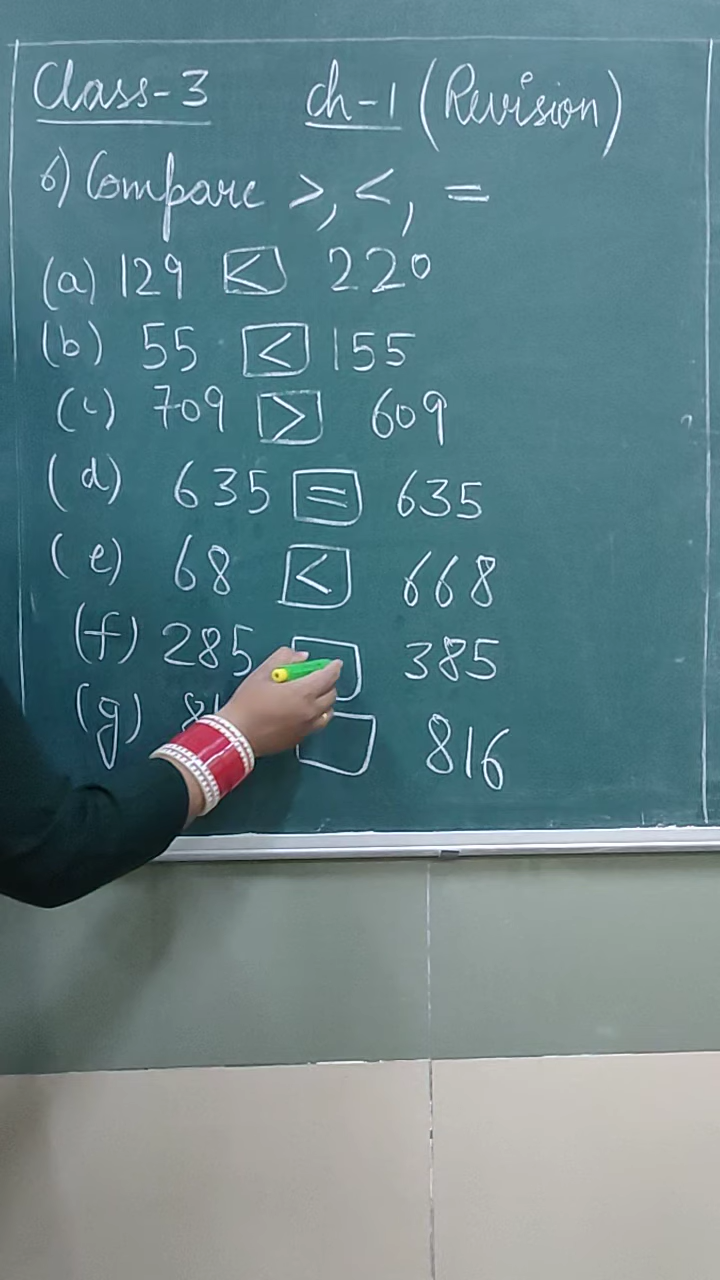 Class-3 ch-1 (Revision)
6) Compare >, <, =
(a) 129 < 220
(b) 55 < 155
(c) 709 > 609
(d) 635 = 635
(e) 68 < 668
(f) 285 385
(g) 816